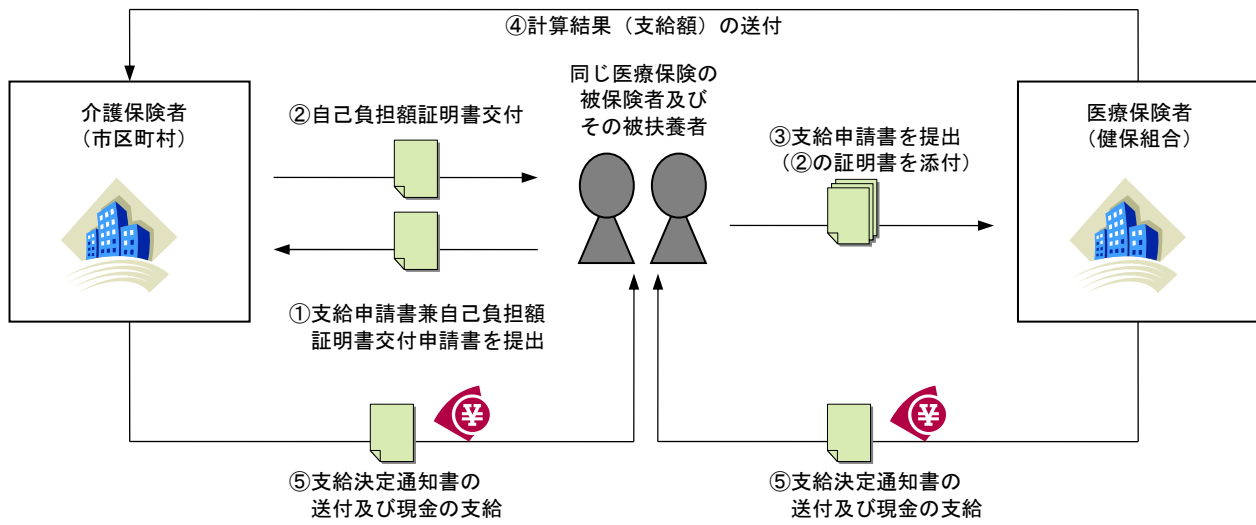 ④計算結果（支給額）の送付
介護保険者
（市区町村）
②自己負担額証明書交付
同じ医療保険の
被保険者及び
その被扶養者
③支給申請書を提出
（②の証明書を添付）
医療保険者
（健保組合）
①支給申請書兼自己負担額
証明書交付申請書を提出
¥
¥
⑤支給決定通知書の
送付及び現金の支給
⑤支給決定通知書の
送付及び現金の支給